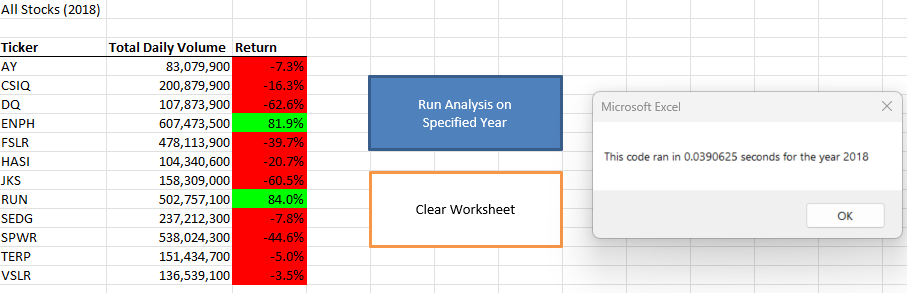 All Stocks (2018)
Ticker Total Daily Volume Return
AY 83,079,900 -7.3%
CSIQ 200,879,900 -16.3%
DQ 107,873,900 -62.6%
ENPH 607,473,500 81.9%
FSLR 478,113,900 -39.7%
HASI 104,340,600 -20.7%
JKS 158,309,000 -60.5%
RUN 502,757,100 84.0%
SEDG 237,212,300 -7.8%
SPWR 538,024,300 -44.6%
TERP 151,434,700 -5.0%
VSLR 136,539,100 -3.5%
Run Analysis on
Specified Year
Clear Worksheet
Microsoft Excel
This code ran in 0.0390625 seconds for the year 2018
OK